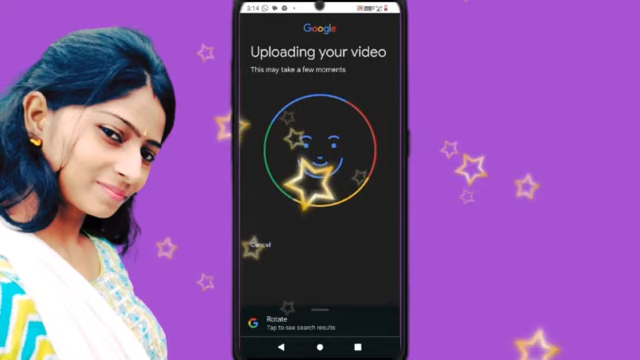 3:14
Google
Uploading your video
This may take a few moments
Cancel
Rotate
Tap to see search results